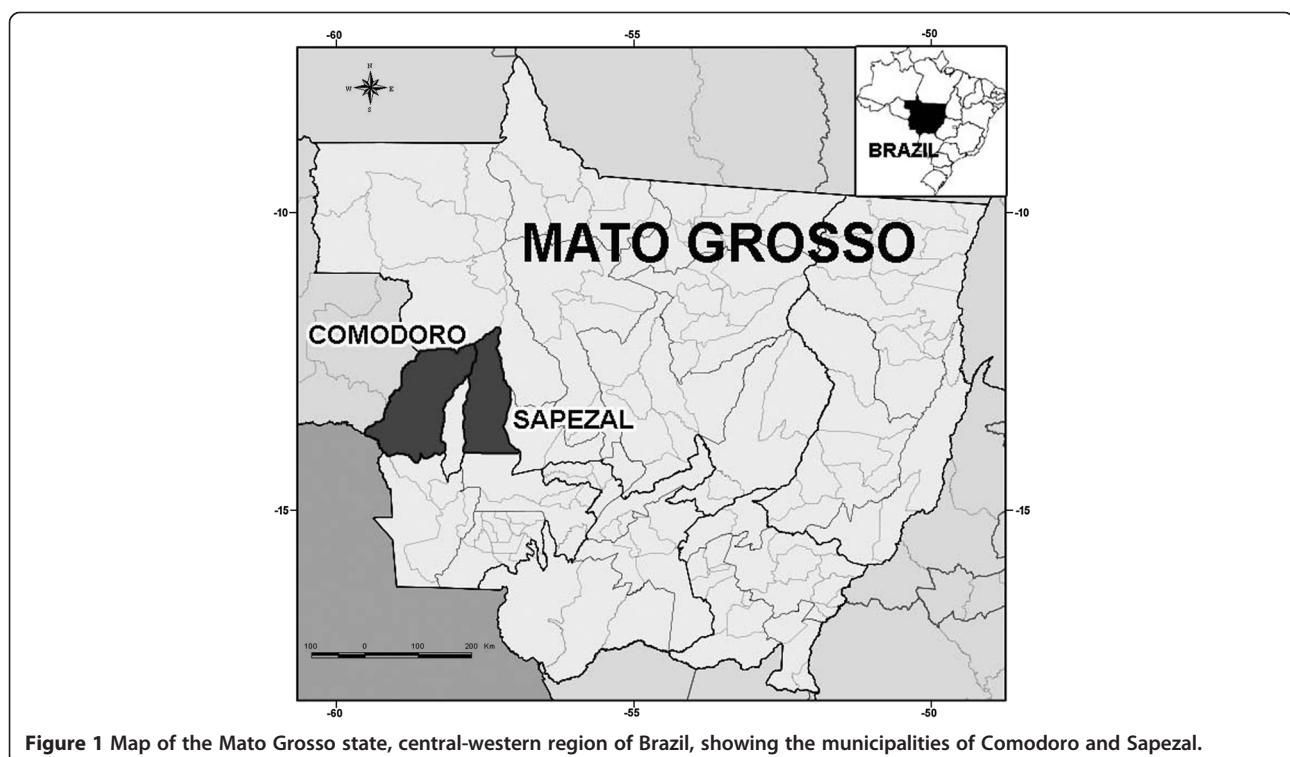 -60 -55 -50
N
W E
S
BRAZIL
-10 -10
MATO GROSSO
COMODORO
SAPEZAL
-15 -15
100 0 100 200 Km
-60 -55 -50
Figure 1 Map of the Mato Grosso state, central-western region of Brazil, showing the municipalities of Comodoro and Sapezal.